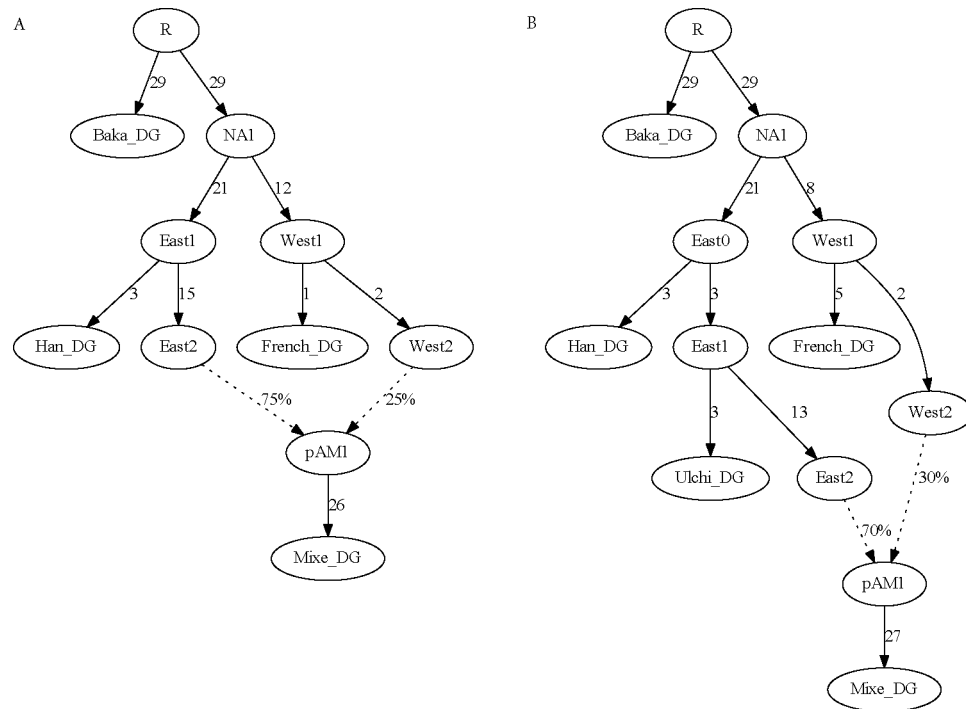 A
R
29
29
Baka_DG
NA1
21
12
East1
West1
3
15
1
2
Han_DG
East2
French_DG
West2
75%
25%
pAM1
26
Mixe_DG
B
R
29
29
Baka_DG
NA1
21
8
East0
West1
3
3
5
2
Han_DG
East1
French_DG
West2
3
13
Ulchi_DG
East2
30%
70%
pAM1
27
Mixe_DG